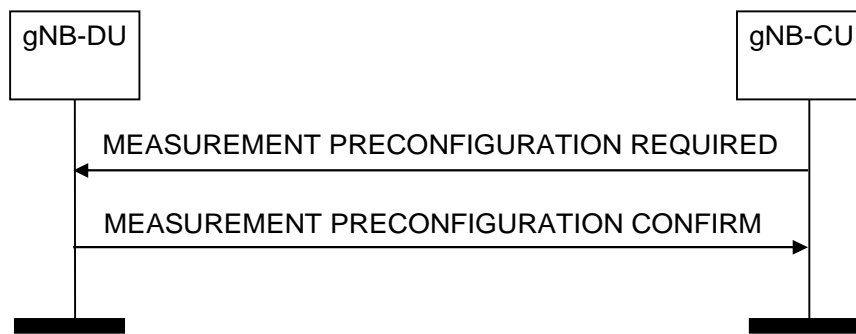 gNB-DU
gNB-CU
MEASUREMENT PRECONFIGURATION REQUIRED
MEASUREMENT PRECONFIGURATION CONFIRM